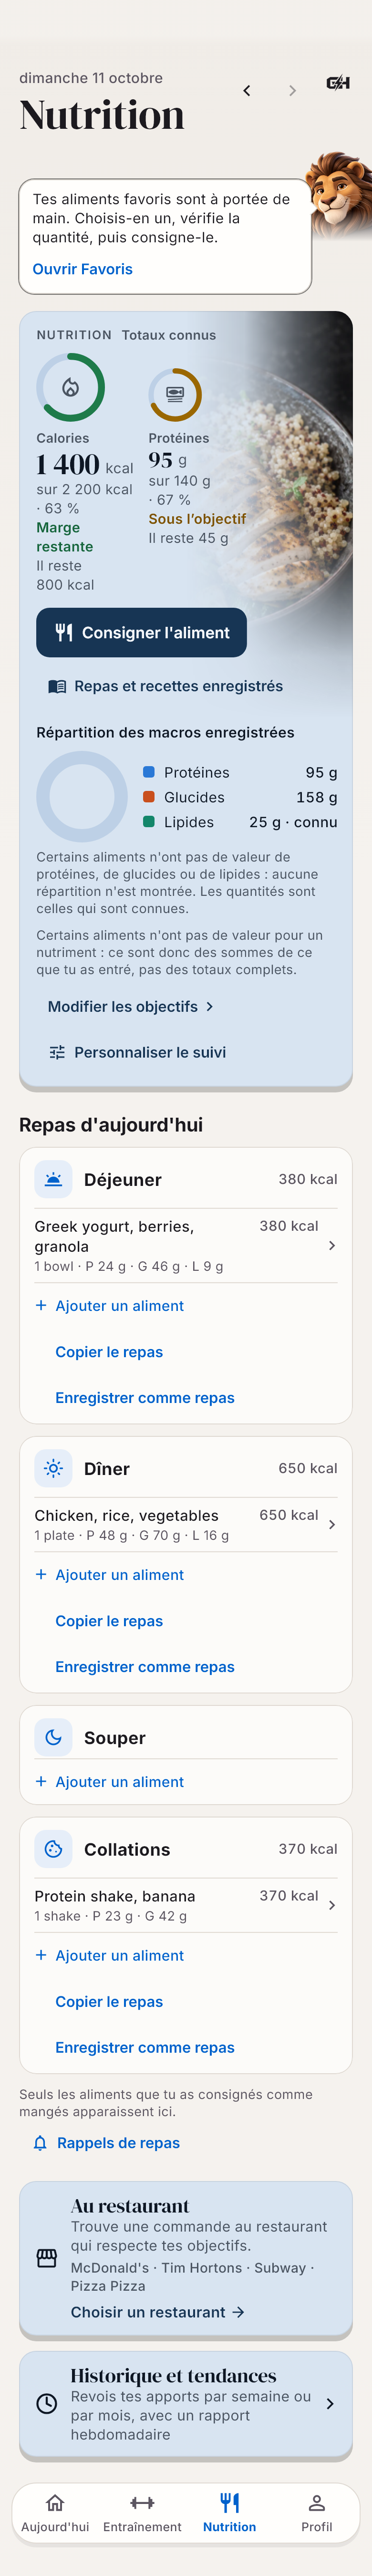 dimanche 11 octobre
Nutrition
GH
Tes aliments favoris sont à portée de
main. Choisis-en un, vérifie la
quantité, puis consigne-le.
Ouvrir Favoris
NUTRITION Totaux connus
Calories
1 400 kcal
sur 2 200 kcal
· 63 %
Marge
restante
Il reste
800 kcal
Protéines
95 g
sur 140 g
· 67 %
Sous l'objectif
Il reste 45 g
Consigner l'aliment
Repas et recettes enregistrés
Répartition des macros enregistrées
Protéines 95 g
Glucides 158 g
Lipides 25 g · connu
Certains aliments n'ont pas de valeur de
protéines, de glucides ou de lipides : aucune
répartition n'est montrée. Les quantités sont
celles qui sont connues.
Certains aliments n'ont pas de valeur pour un
nutriment : ce sont donc des sommes de ce
que tu as entré, pas des totaux complets.
Modifier les objectifs
Personnaliser le suivi
Repas d'aujourd'hui
Déjeuner 380 kcal
Greek yogurt, berries, 380 kcal
granola
1 bowl · P 24 g · G 46 g · L 9 g
+ Ajouter un aliment
Copier le repas
Enregistrer comme repas
Dîner 650 kcal
Chicken, rice, vegetables 650 kcal
1 plate · P 48 g · G 70 g · L 16 g
+ Ajouter un aliment
Copier le repas
Enregistrer comme repas
Souper
+ Ajouter un aliment
Collations 370 kcal
Protein shake, banana 370 kcal
1 shake · P 23 g · G 42 g
+ Ajouter un aliment
Copier le repas
Enregistrer comme repas
Seuls les aliments que tu as consignés comme
mangés apparaissent ici.
Rappels de repas
Au restaurant
Trouve une commande au restaurant
qui respecte tes objectifs.
McDonald's · Tim Hortons · Subway ·
Pizza Pizza
Choisir un restaurant →
Historique et tendances
Revois tes apports par semaine ou
par mois, avec un rapport
hebdomadaire
Aujourd'hui Entraînement Nutrition Profil